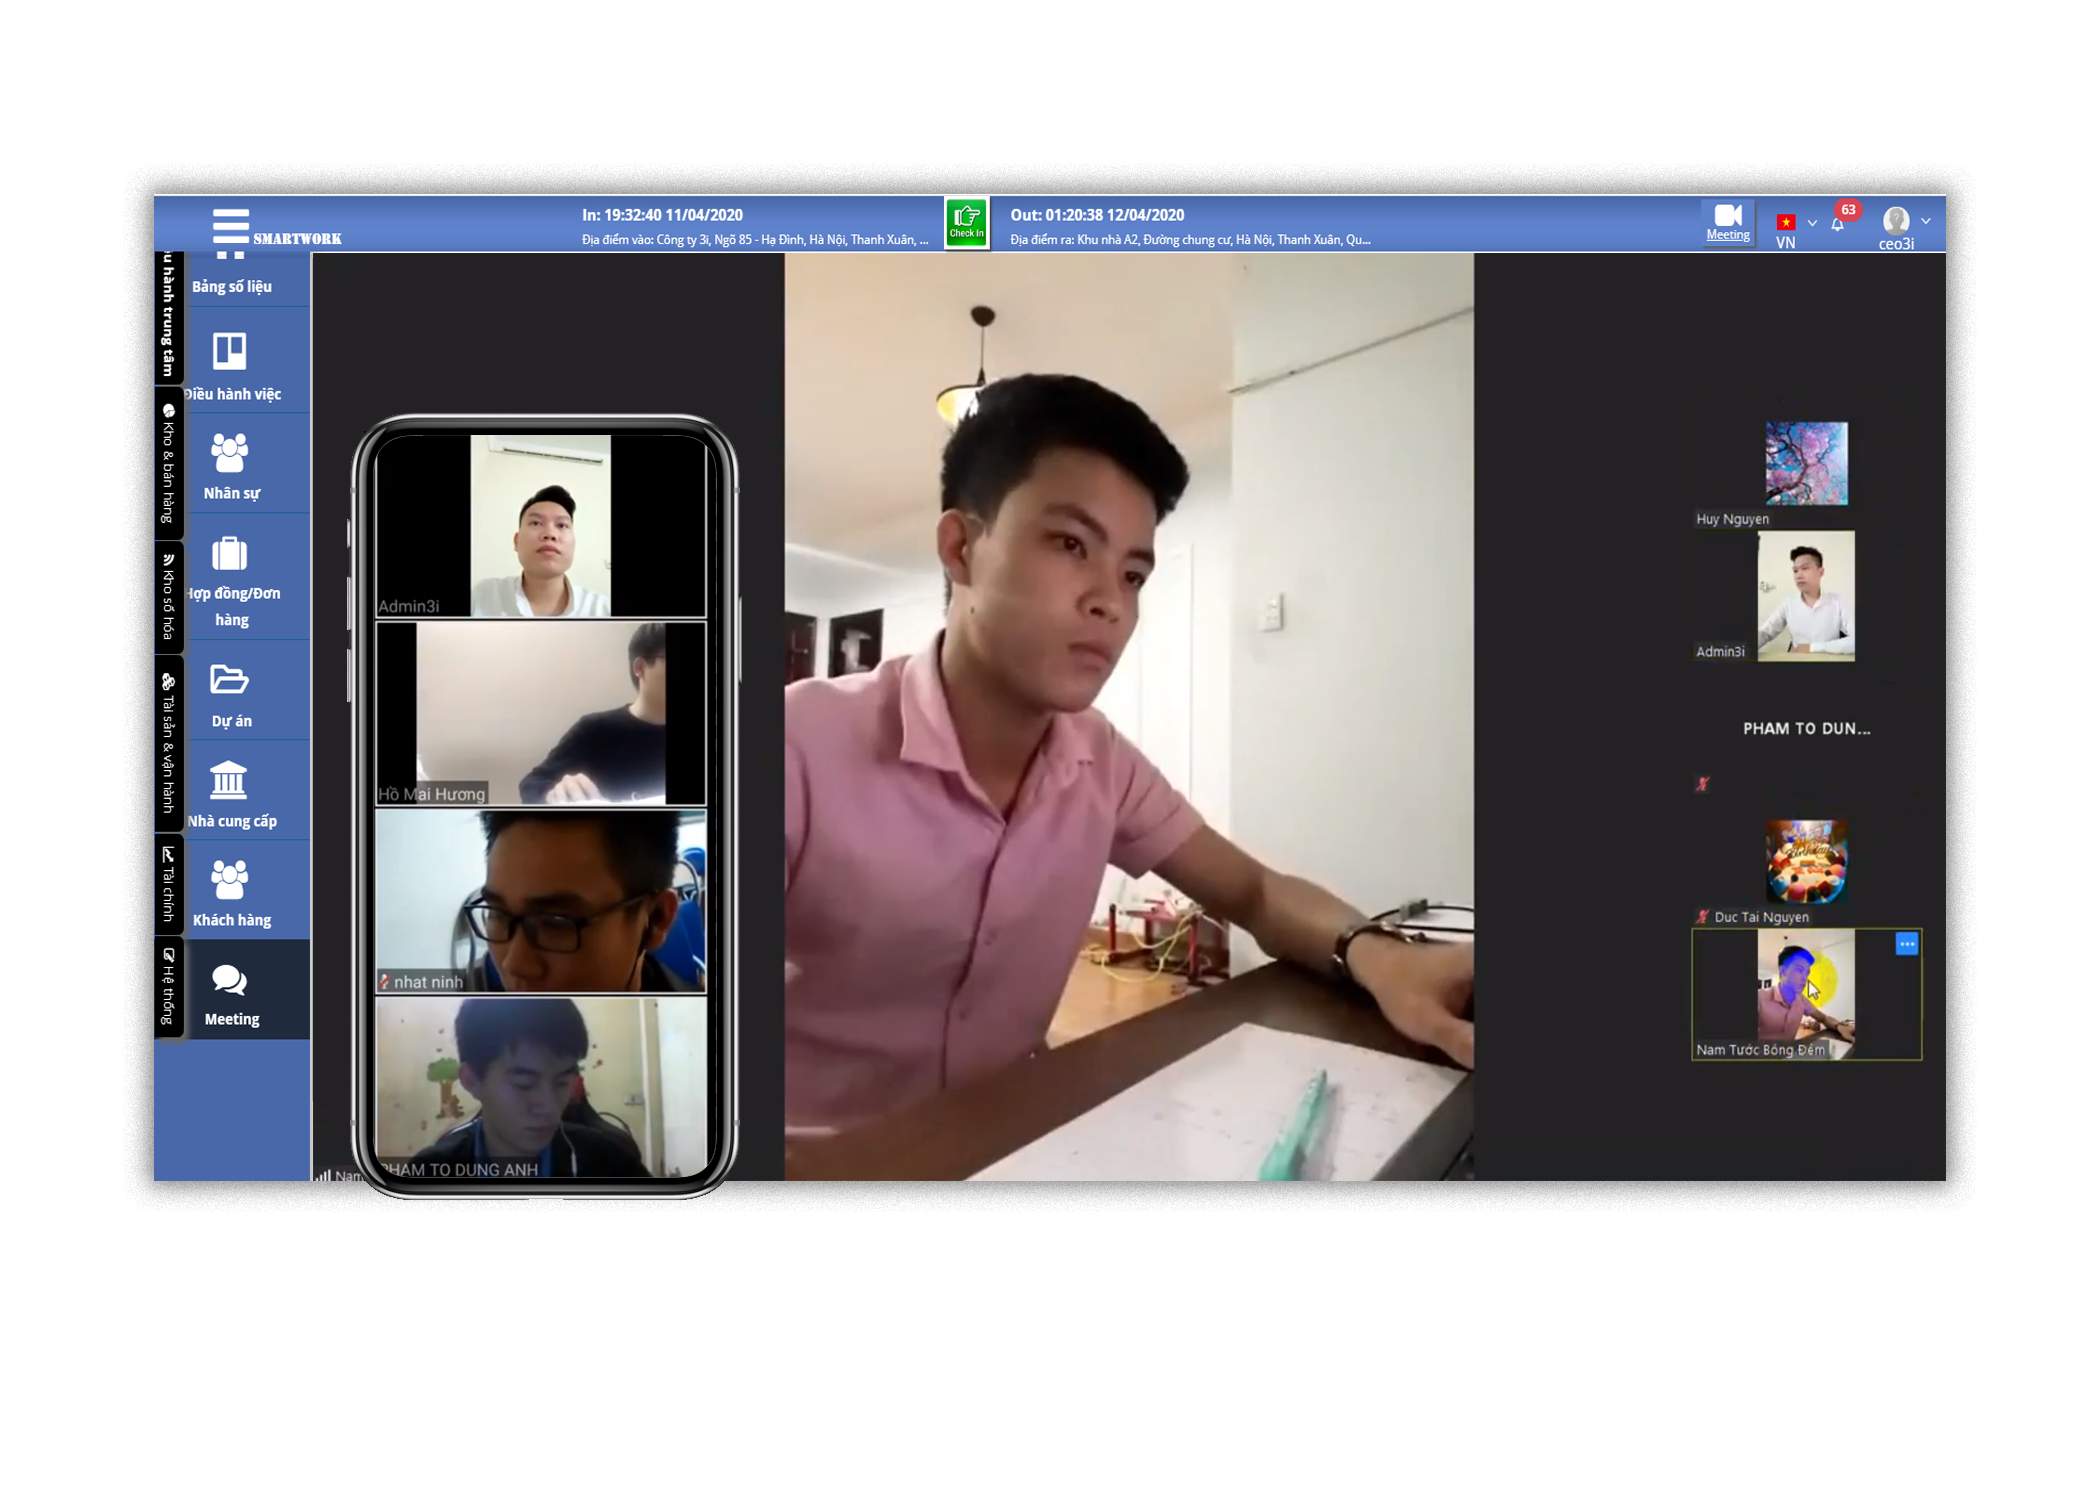 SMARTWORK
In: 19:32:40 11/04/2020
Địa điểm vào: Công ty 3i, Ngõ 85 - Hạ Đình, Hà Nội, Thanh Xuân, ...
Check In
Out: 01:20:38 12/04/2020
Địa điểm ra: Khu nhà A2, Đường chung cư, Hà Nội, Thanh Xuân, Qu...
Meeting
VN
63
ceo3i
hành trung tâm
Kho & bán hàng
Kho số hóa
Tài sản & vận hành
Tài chính
Hệ thống
Bảng số liệu
Điều hành việc
Nhân sự
Hợp đồng/Đơn
hàng
Dự án
Nhà cung cấp
Khách hàng
Meeting
Admin3i
Hồ Mai Hương
nhat ninh
PHAM TO DUNG ANH
Nam
Huy Nguyen
Admin3i
PHAM TO DUN...
Duc Tai Nguyen
Nam Tước Bóng Đêm